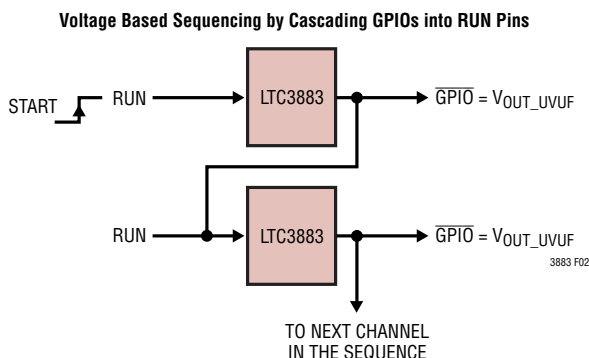 Voltage Based Sequencing by Cascading GPIOs into RUN Pins
START
RUN
LTC3883
GPIO = VOUT_UVUF
RUN
LTC3883
GPIO = VOUT_UVUF
3883 F02
TO NEXT CHANNEL
IN THE SEQUENCE